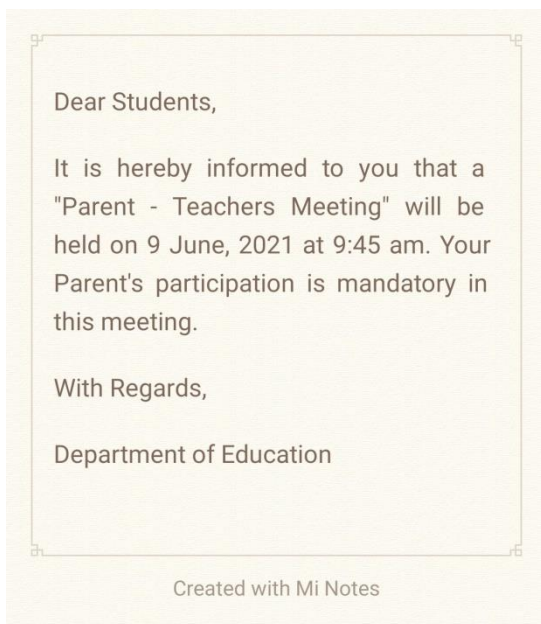 Dear Students,
It is hereby informed to you that a
"Parent - Teachers Meeting" will be
held on 9 June, 2021 at 9:45 am. Your
Parent's participation is mandatory in
this meeting.
With Regards,
Department of Education
Created with Mi Notes